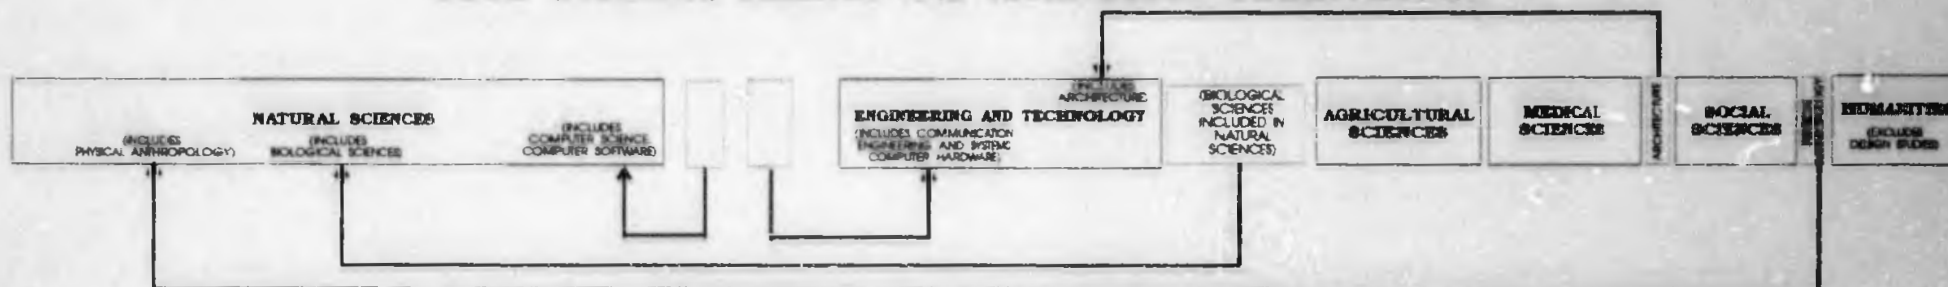 NATURAL SCIENCES
(INCLUDES
PHYSICAL ANTHROPOLOGY)
(INCLUDES
BIOLOGICAL SCIENCES)
(INCLUDES
COMPUTER SCIENCE
COMPUTER SOFTWARE)
(INCLUDES
ARCHITECTURE)
ENGINEERING AND TECHNOLOGY
(INCLUDES COMMUNICATION
ENGINEERING AND SYSTEMS
COMPUTER HARDWARE)
(BIOLOGICAL
SCIENCES
INCLUDED IN
NATURAL
SCIENCES)
AGRICULTURAL
SCIENCES
MEDICAL
SCIENCES
ARCHITECTURE
SOCIAL
SCIENCES
HUMANITIES
(EXCLUDES
DESIGN STUDIES)